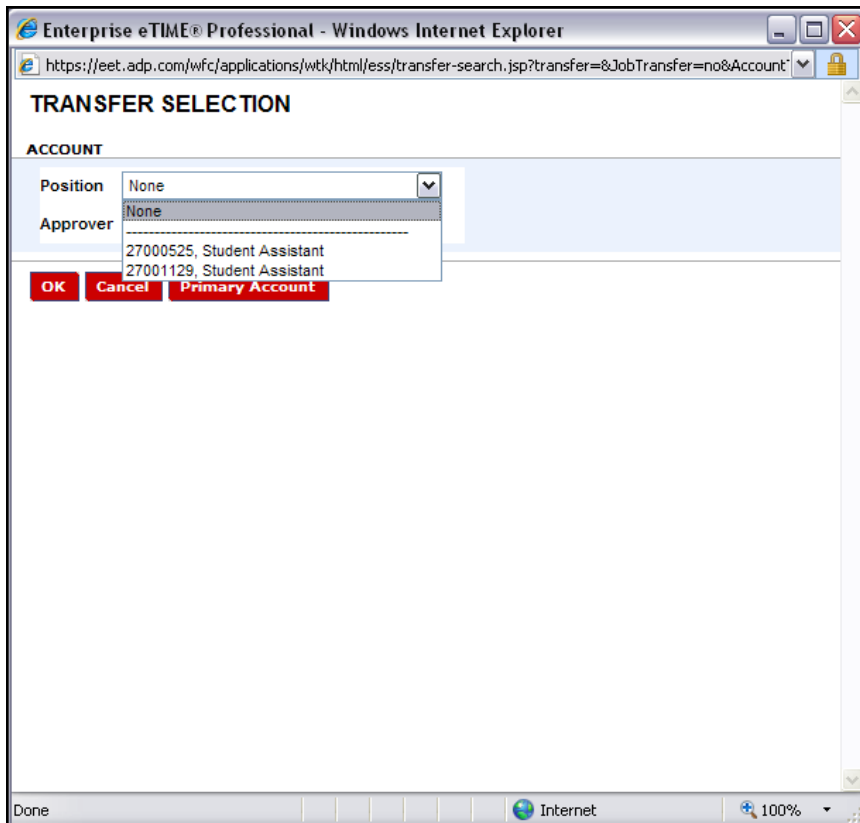 Enterprise eTIME® Professional - Windows Internet Explorer
https://eet.adp.com/wfc/applications/wtk/html/ess/transfer-search.jsp?transfer=&JobTransfer=no&Account
TRANSFER SELECTION
ACCOUNT
Position None
None
Approver
----------------------------------------------------
27000525, Student Assistant
27001129, Student Assistant
OK Cancel Primary Account
Done Internet 100%